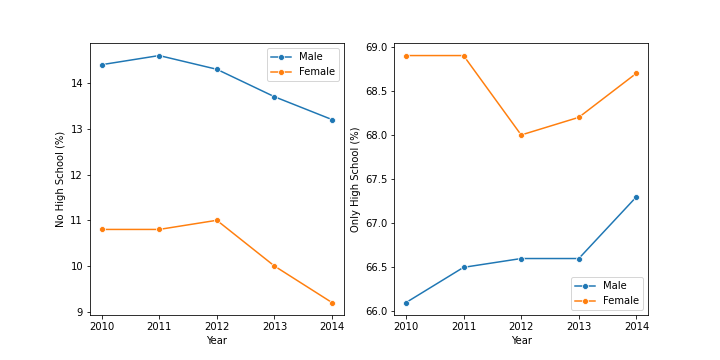 No High School (%)
14
13
12
11
10
9
2010 2011 2012 2013 2014
Year
Male
Female
Only High School (%)
69.0
68.5
68.0
67.5
67.0
66.5
66.0
2010 2011 2012 2013 2014
Year
Male
Female